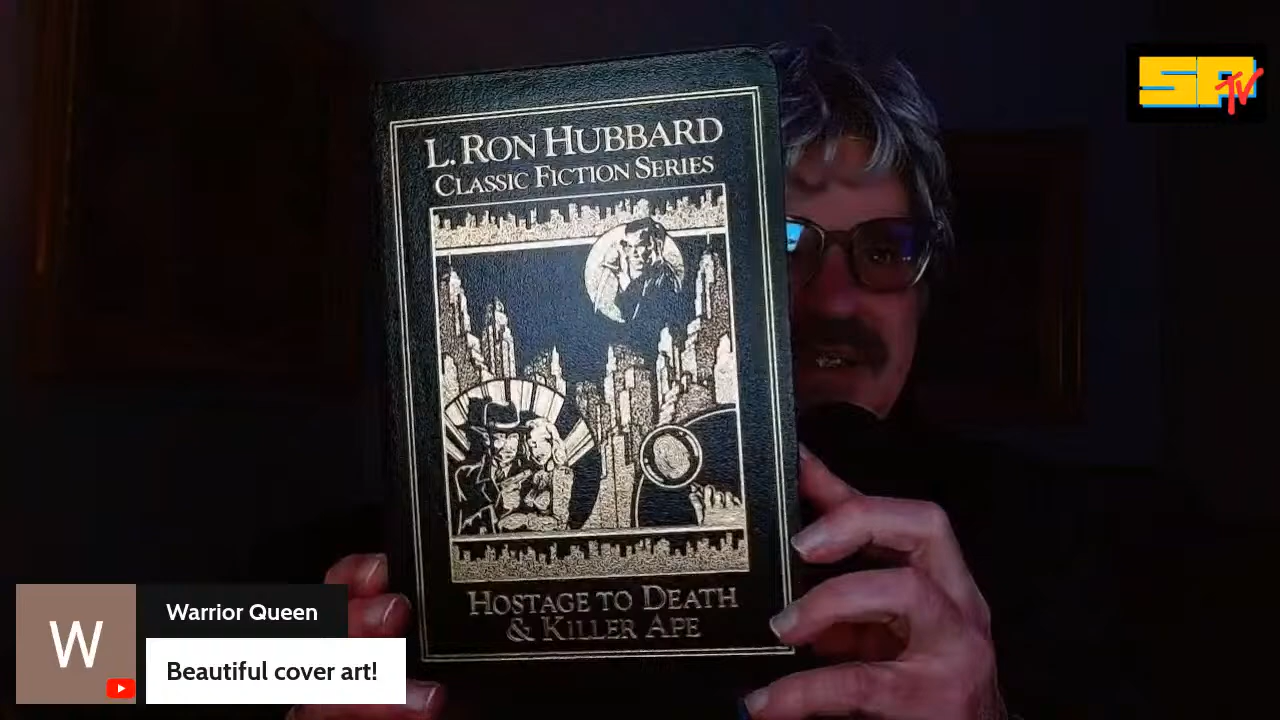 SP
TV
L. RON HUBBARD
CLASSIC FICTION SERIES
HOSTAGE TO DEATH
& KILLER APE
W
Warrior Queen
Beautiful cover art!